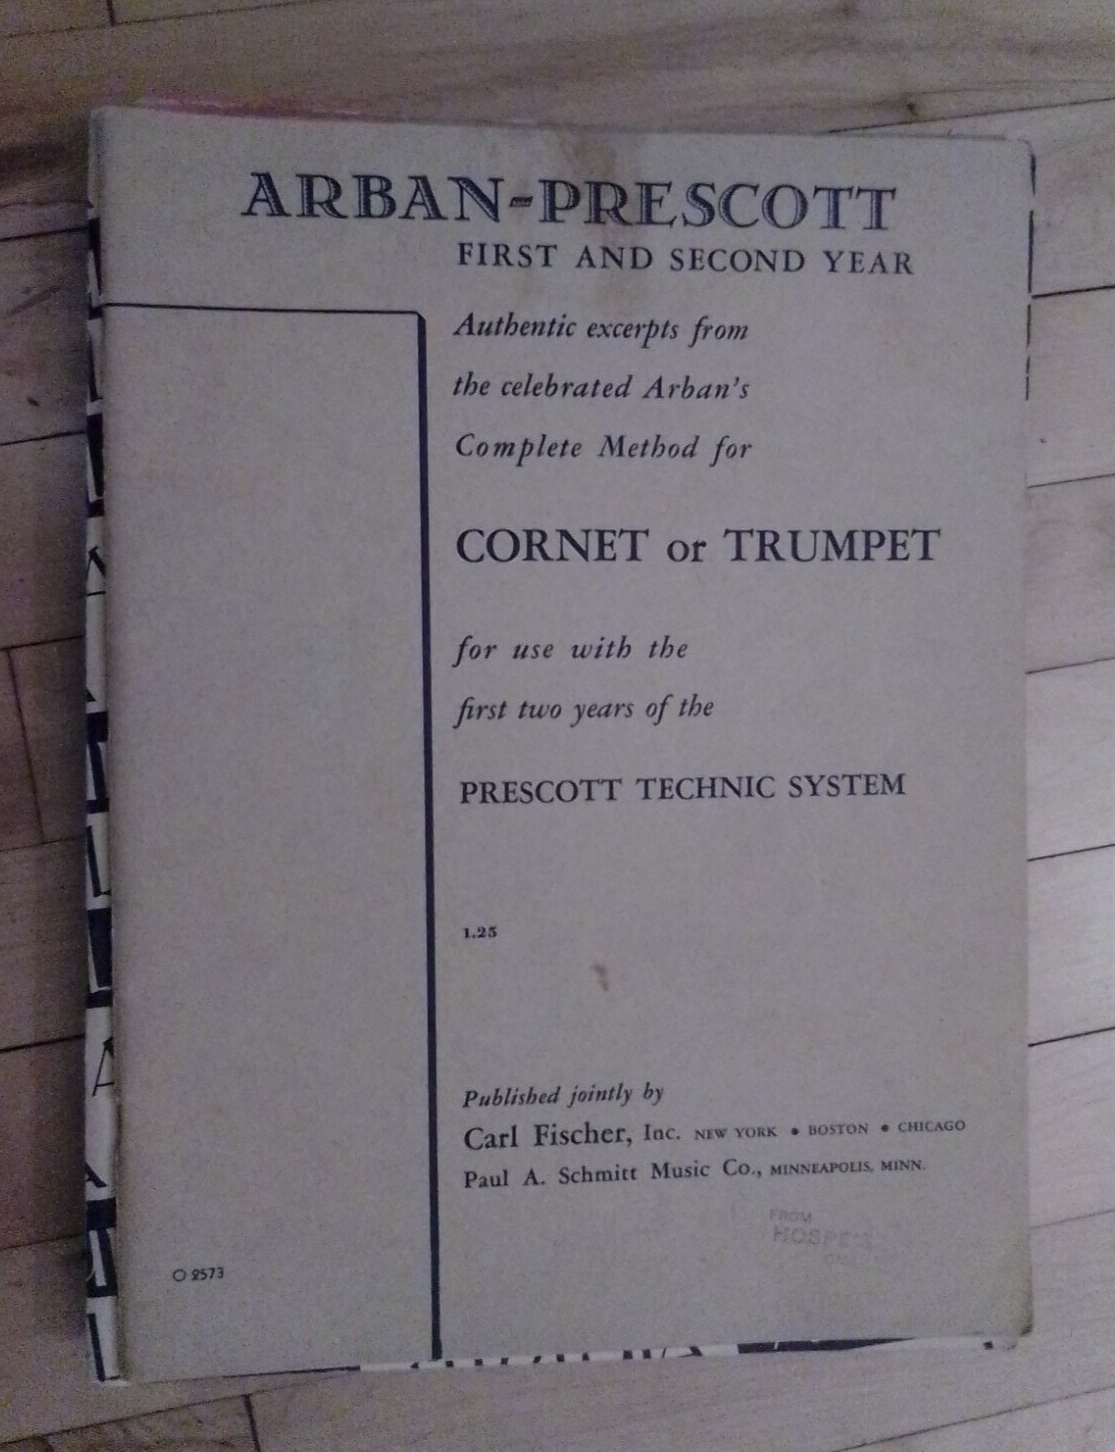 ARBAN-PRESCOTT
FIRST AND SECOND YEAR
Authentic excerpts from
the celebrated Arban's
Complete Method for
CORNET or TRUMPET
for use with the
first two years of the
PRESCOTT TECHNIC SYSTEM
1.25
Published jointly by
Carl Fischer, Inc. NEW YORK • BOSTON • CHICAGO
Paul A. Schmitt Music Co., MINNEAPOLIS, MINN.
FROM
HOSPE'S
O 2573